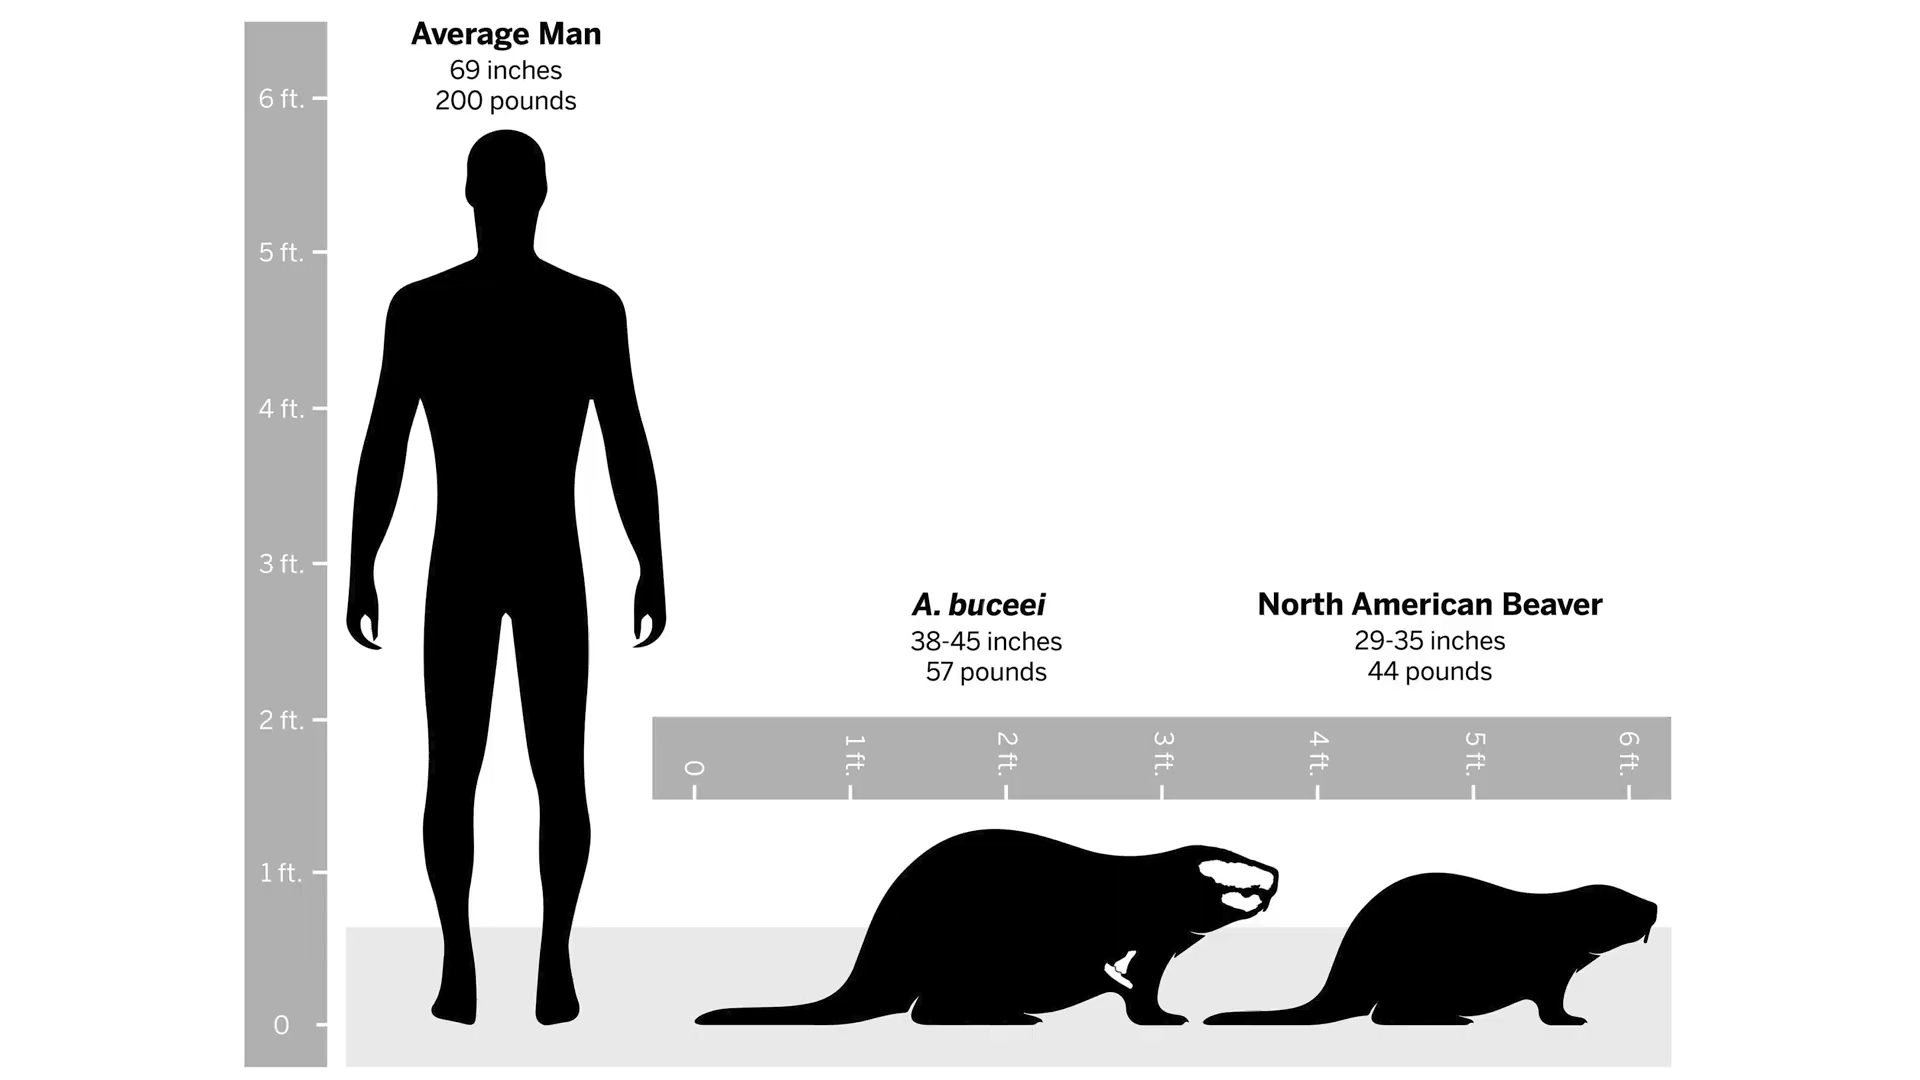 Average Man
69 inches
200 pounds
6 ft.
5 ft.
4 ft.
3 ft.
2 ft.
1 ft.
0
A. buceei
38-45 inches
57 pounds
North American Beaver
29-35 inches
44 pounds
0
1 ft.
2 ft.
3 ft.
4 ft.
5 ft.
6 ft.